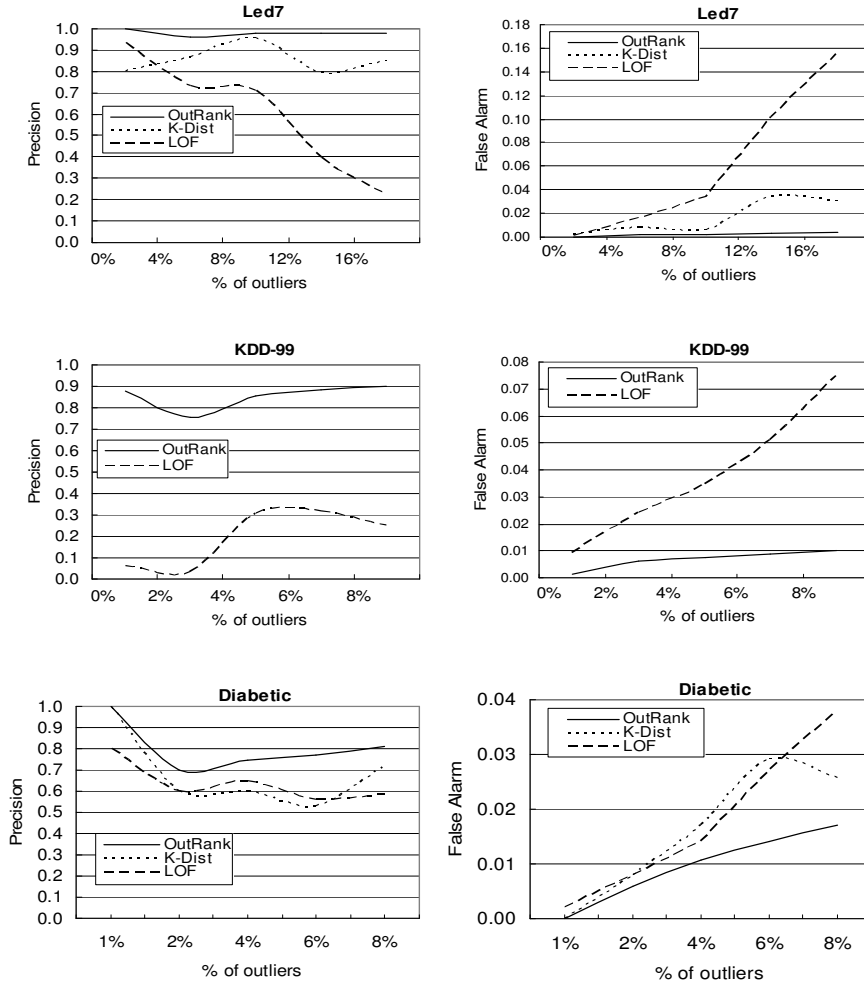 Led7
1.0
0.9
0.8
0.7
0.6
0.5
0.4
0.3
0.2
0.1
0.0
Precision
OutRank
K-Dist
LOF
0% 4% 8% 12% 16%
% of outliers
Led7
0.18
0.16
0.14
0.12
0.10
0.08
0.06
0.04
0.02
0.00
False Alarm
OutRank
K-Dist
LOF
0% 4% 8% 12% 16%
% of outliers
KDD-99
1.0
0.9
0.8
0.7
0.6
0.5
0.4
0.3
0.2
0.1
0.0
Precision
OutRank
LOF
0% 2% 4% 6% 8%
% of outliers
KDD-99
0.08
0.07
0.06
0.05
0.04
0.03
0.02
0.01
0.00
False Alarm
OutRank
LOF
0% 2% 4% 6% 8%
% of outliers
Diabetic
1.0
0.9
0.8
0.7
0.6
0.5
0.4
0.3
0.2
0.1
0.0
Precision
OutRank
K-Dist
LOF
1% 2% 4% 6% 8%
% of outliers
Diabetic
0.04
0.03
0.02
0.01
0.00
False Alarm
OutRank
K-Dist
LOF
1% 2% 4% 6% 8%
% of outliers